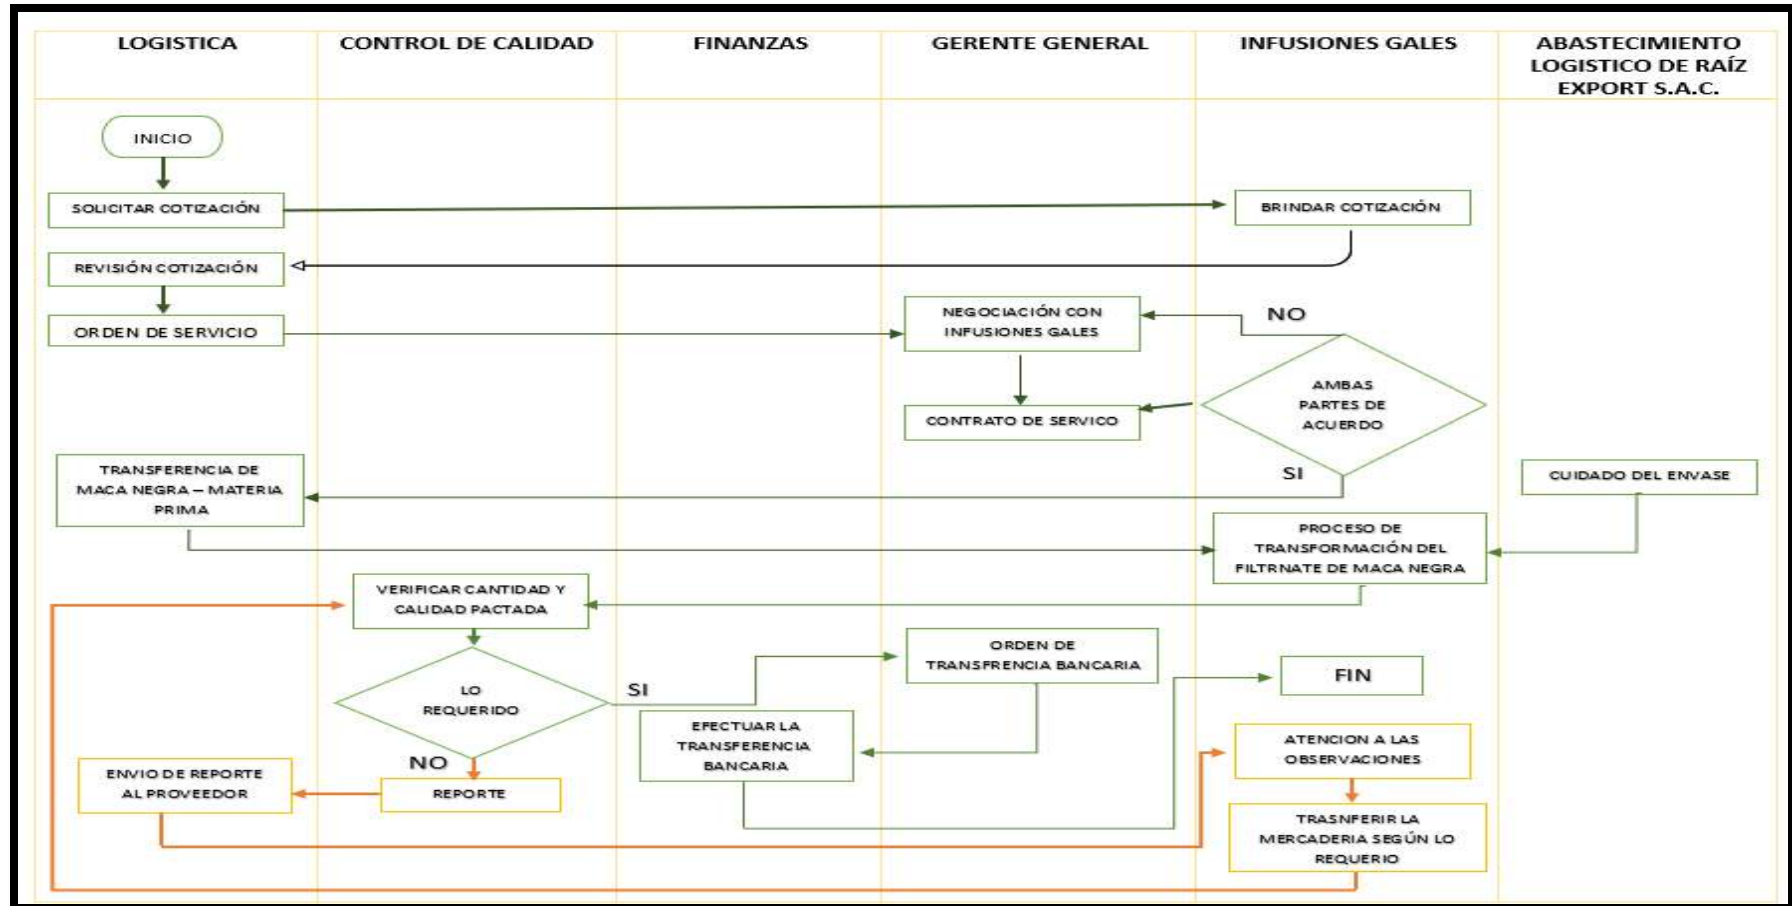 LOGISTICA
CONTROL DE CALIDAD
FINANZAS
GERENTE GENERAL
INFUSIONES GALES
ABASTECIMIENTO
LOGISTICO DE RAÍZ
EXPORT S.A.C.
INICIO
SOLICITAR COTIZACIÓN
BRINDAR COTIZACIÓN
REVISIÓN COTIZACIÓN
ORDEN DE SERVICIO
NEGOCIACIÓN CON
INFUSIONES GALES
NO
AMBAS
PARTES DE
ACUERDO
CONTRATO DE SERVICO
SI
TRANSFERENCIA DE
MACA NEGRA – MATERIA
PRIMA
CUIDADO DEL ENVASE
PROCESO DE
TRANSFORMACIÓN DEL
FILTRNATE DE MACA NEGRA
VERIFICAR CANTIDAD Y
CALIDAD PACTADA
LO
REQUERIDO
SI
ORDEN DE
TRANSFRENCIA BANCARIA
FIN
EFECTUAR LA
TRANSFERENCIA
BANCARIA
ATENCION A LAS
OBSERVACIONES
NO
ENVIO DE REPORTE
AL PROVEEDOR
REPORTE
TRASNFERIR LA
MERCADERIA SEGÚN LO
REQUERIO